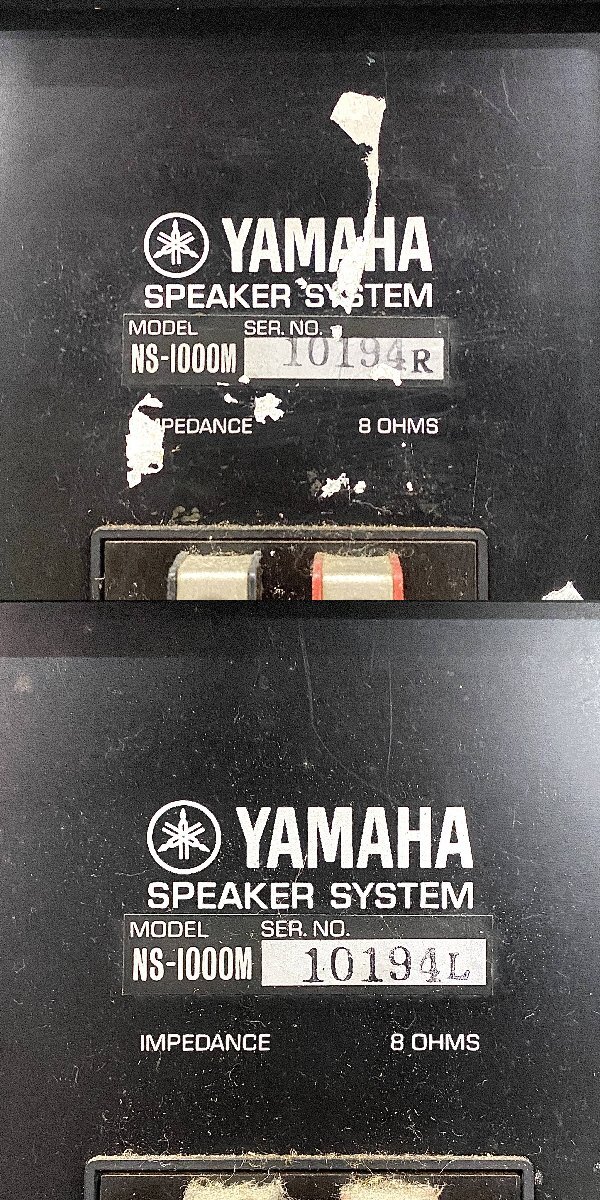 YAMAHA
SPEAKER SYSTEM
MODEL SER. NO.
NS-1000M 10194R
IMPEDANCE 8 OHMS
YAMAHA
SPEAKER SYSTEM
MODEL SER. NO.
NS-1000M 10194L
IMPEDANCE 8 OHMS